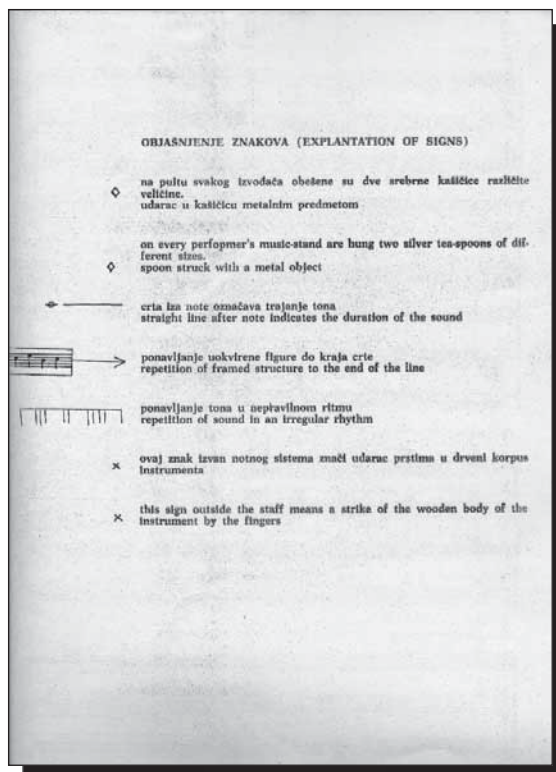 OBJAŠNJENJE ZNAKOVA (EXPLANTATION OF SIGNS)
na pultu svakog izvođača obešene su dve srebrne kašičice različite
veličine.
udarac u kašičicu metalnim predmetom
on every perfopmer's music-stand are hung two silver tea-spoons of dif-
ferent sizes.
spoon struck with a metal object
crta iza note označava trajanje tona
straight line after note indicates the duration of the sound
ponavljanje uokvirene figure do kraja crte
repetition of framed structure to the end of the line
ponavljanje tona u nepravilnom ritmu
repetition of sound in an irregular rhythm
ovaj znak izvan notnog sistema znači udarac prstima u drveni korpus
instrumenta
this sign outside the staff means a strike of the wooden body of the
instrument by the fingers